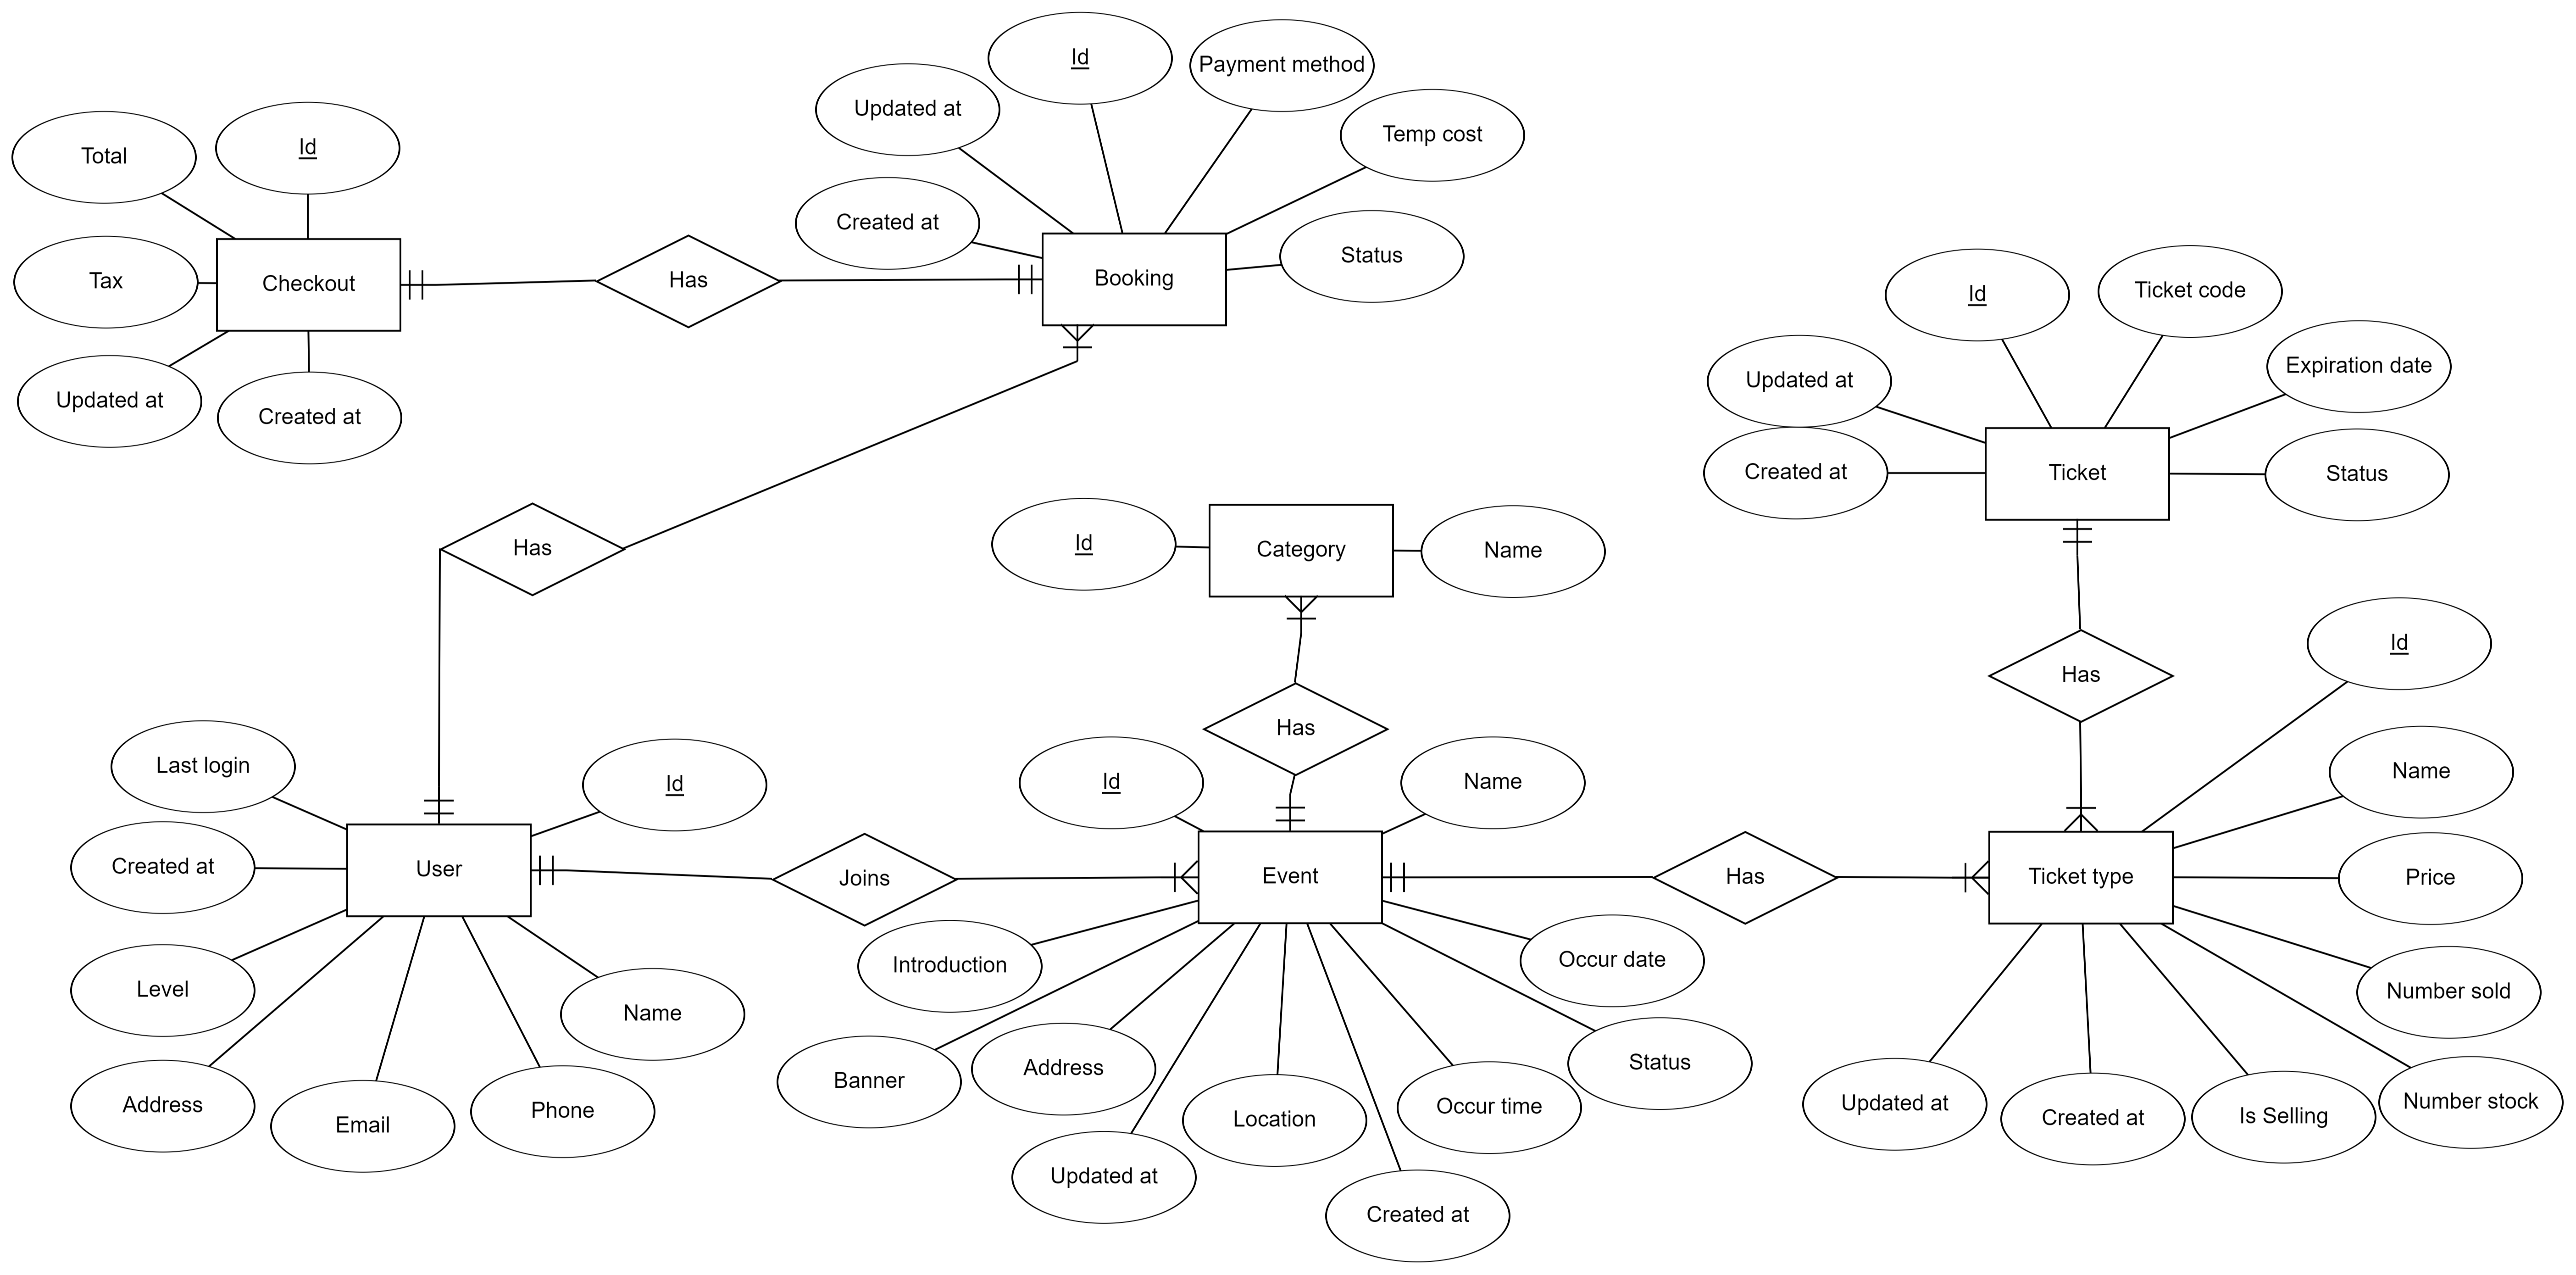 Id
Payment method
Updated at
Temp cost
Created at
Status
Booking
Total
Id
Tax
Checkout
Has
Updated at
Created at
Id
Ticket code
Updated at
Expiration date
Created at
Ticket
Status
Has
Id
Category
Name
Has
Has
Id
Last login
Id
Id
Name
Name
Created at
User
Joins
Event
Has
Ticket type
Price
Level
Introduction
Occur date
Number sold
Name
Banner
Address
Status
Address
Email
Phone
Location
Occur time
Updated at
Created at
Is Selling
Number stock
Updated at
Created at